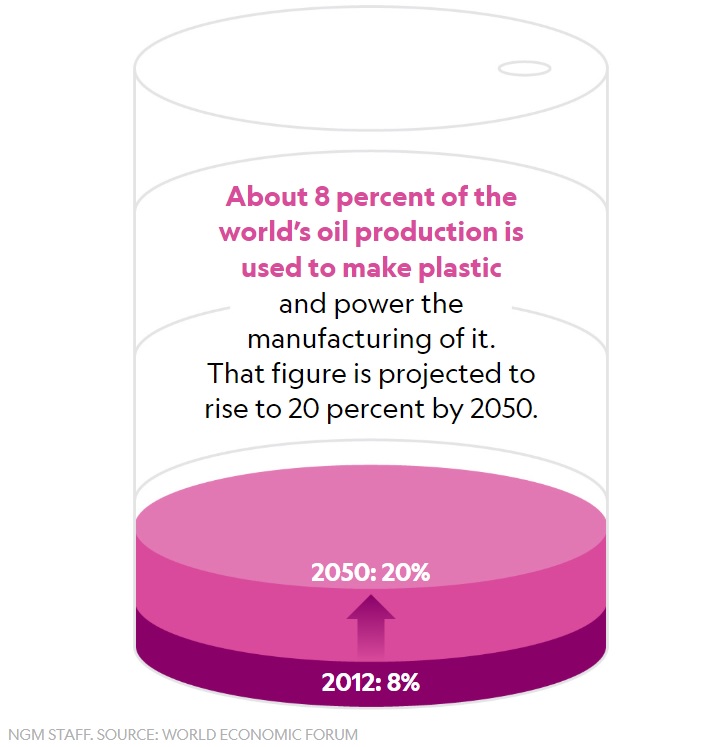 About 8 percent of the
world’s oil production is
used to make plastic
and power the
manufacturing of it.
That figure is projected to
rise to 20 percent by 2050.
2050: 20%
2012: 8%
NGM STAFF. SOURCE: WORLD ECONOMIC FORUM